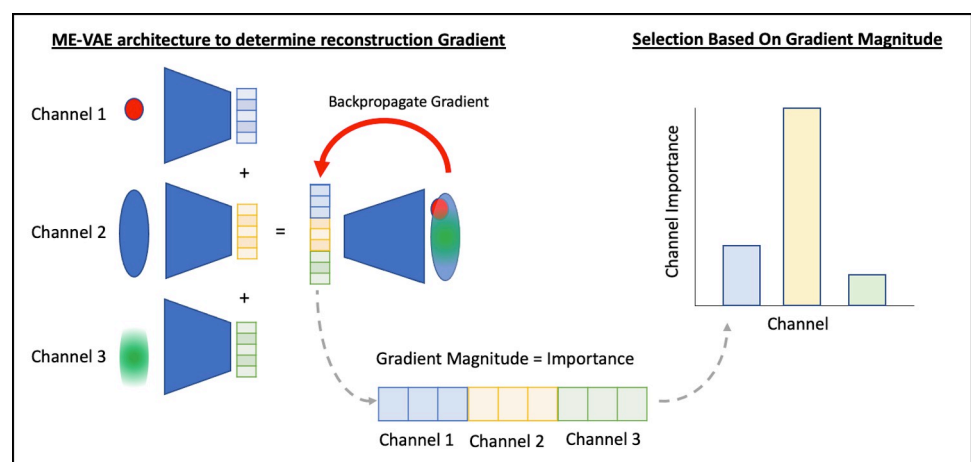 ME-VAE architecture to determine reconstruction Gradient
Selection Based On Gradient Magnitude
Channel 1
Backpropagate Gradient
+
Channel 2
=
+
Channel 3
Channel Importance
Channel
Gradient Magnitude = Importance
Channel 1 Channel 2 Channel 3